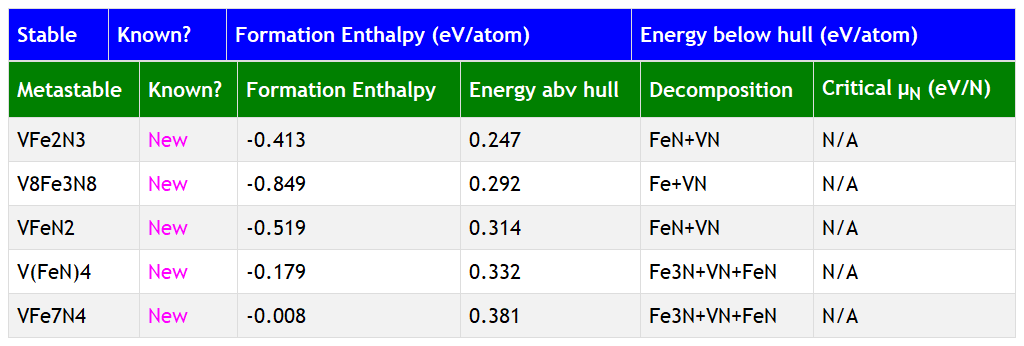 Stable Known? Formation Enthalpy (eV/atom) Energy below hull (eV/atom)
Metastable Known? Formation Enthalpy Energy abv hull Decomposition Critical μN (eV/N)
VFe2N3 New -0.413 0.247 FeN+VN N/A
V8Fe3N8 New -0.849 0.292 Fe+VN N/A
VFeN2 New -0.519 0.314 FeN+VN N/A
V(FeN)4 New -0.179 0.332 Fe3N+VN+FeN N/A
VFe7N4 New -0.008 0.381 Fe3N+VN+FeN N/A